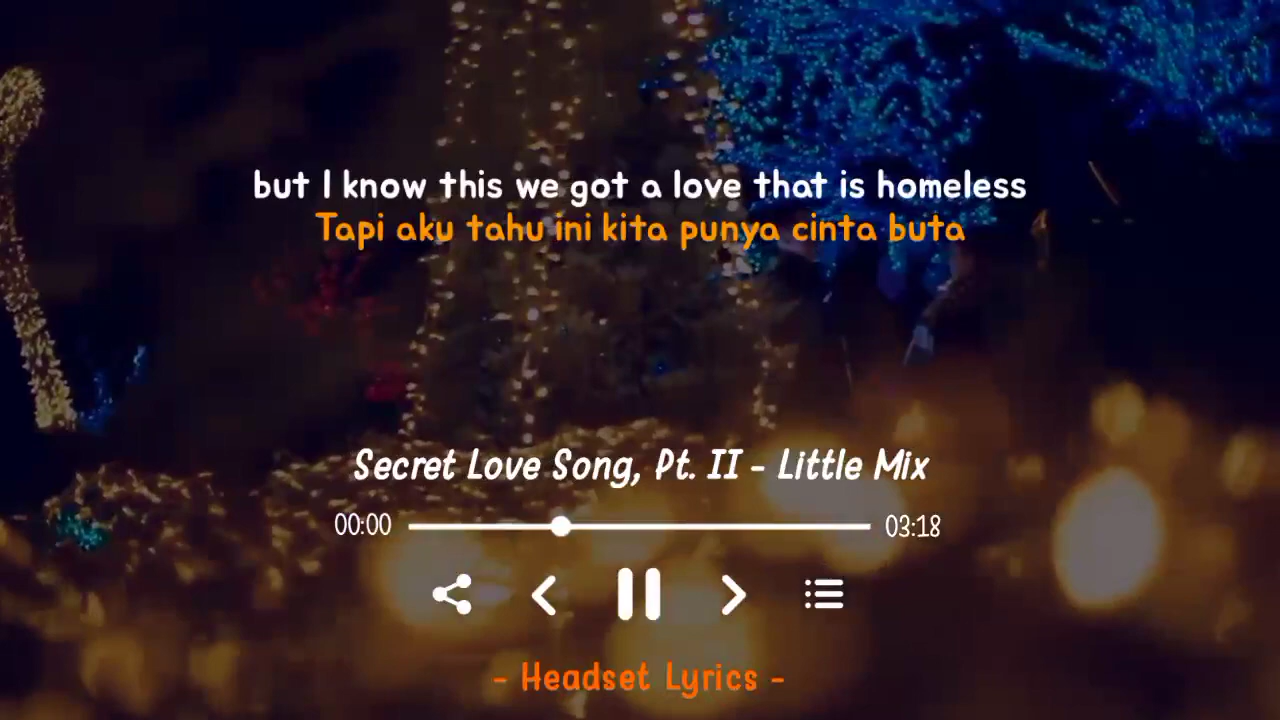 but I know this we got a love that is homeless
Tapi aku tahu ini kita punya cinta buta
Secret Love Song, Pt. II - Little Mix
00:00 03:18
- Headset Lyrics -